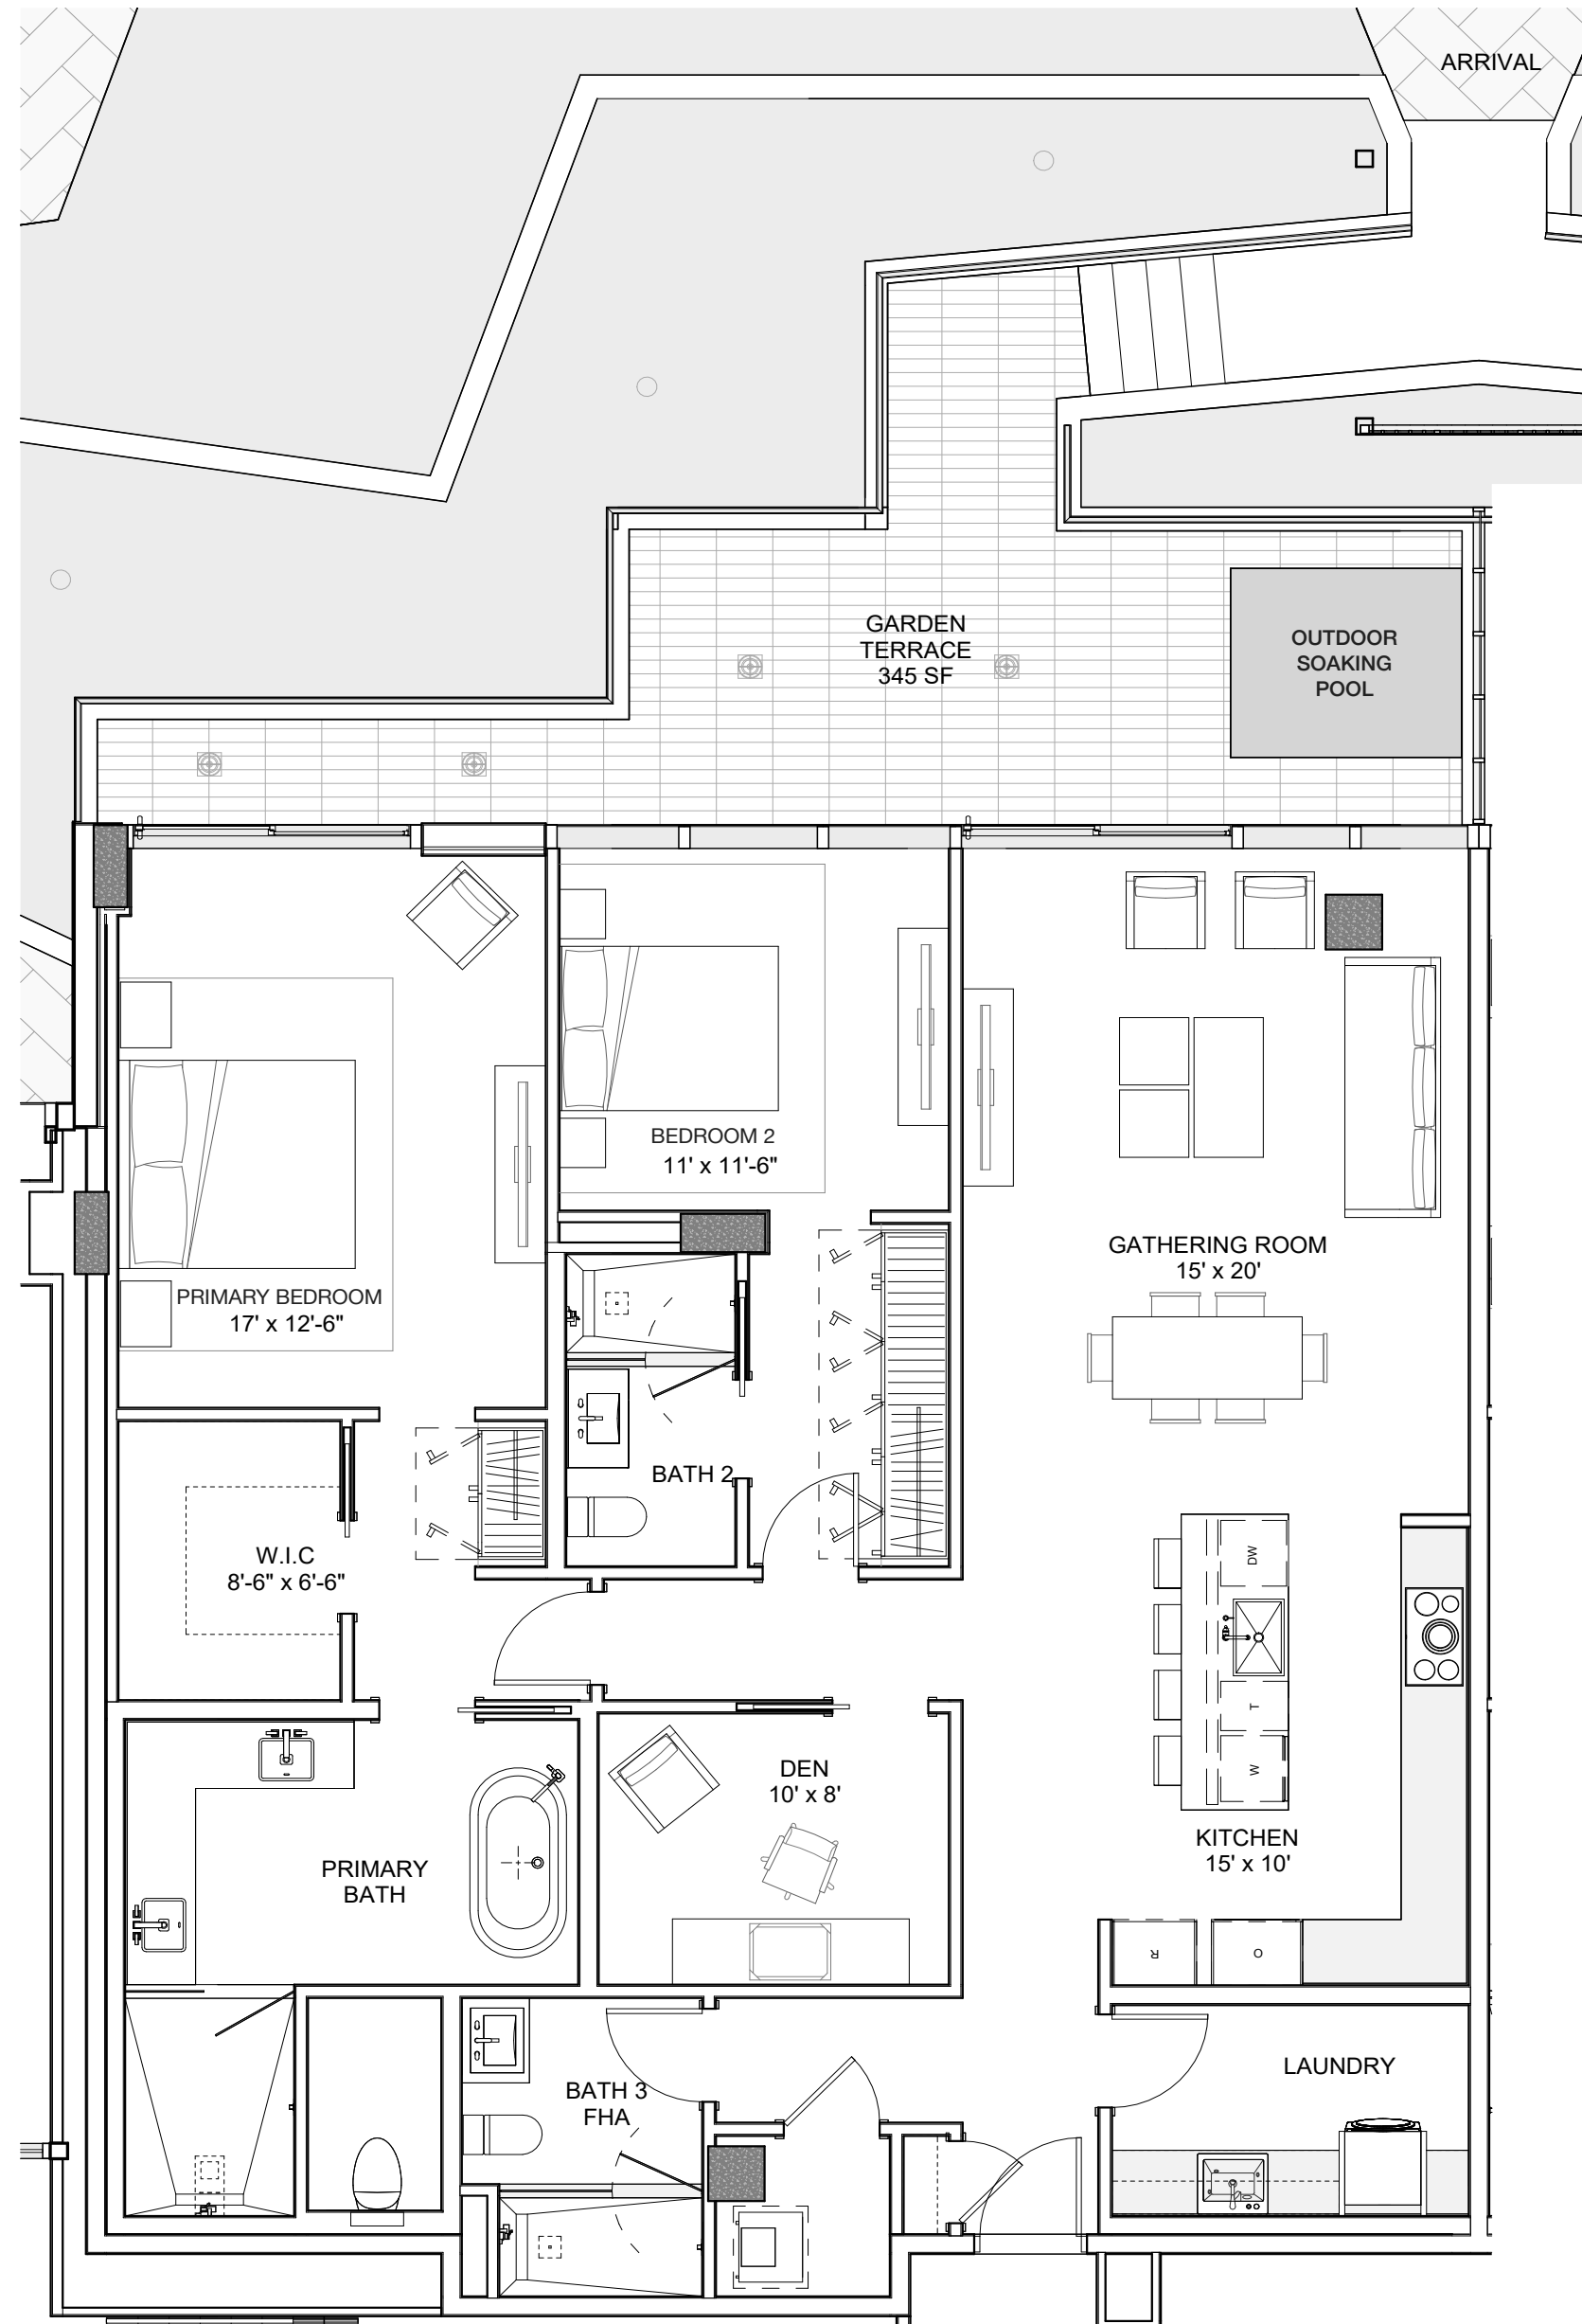 ARRIVAL
GARDEN
TERRACE
345 SF
OUTDOOR
SOAKING
POOL
BEDROOM 2
11' x 11'-6"
GATHERING ROOM
15' x 20'
PRIMARY BEDROOM
17' x 12'-6"
BATH 2
W.I.C
8'-6" x 6'-6"
DW
T
W
DEN
10' x 8'
KITCHEN
15' x 10'
PRIMARY
BATH
R
O
LAUNDRY
BATH 3
FHA